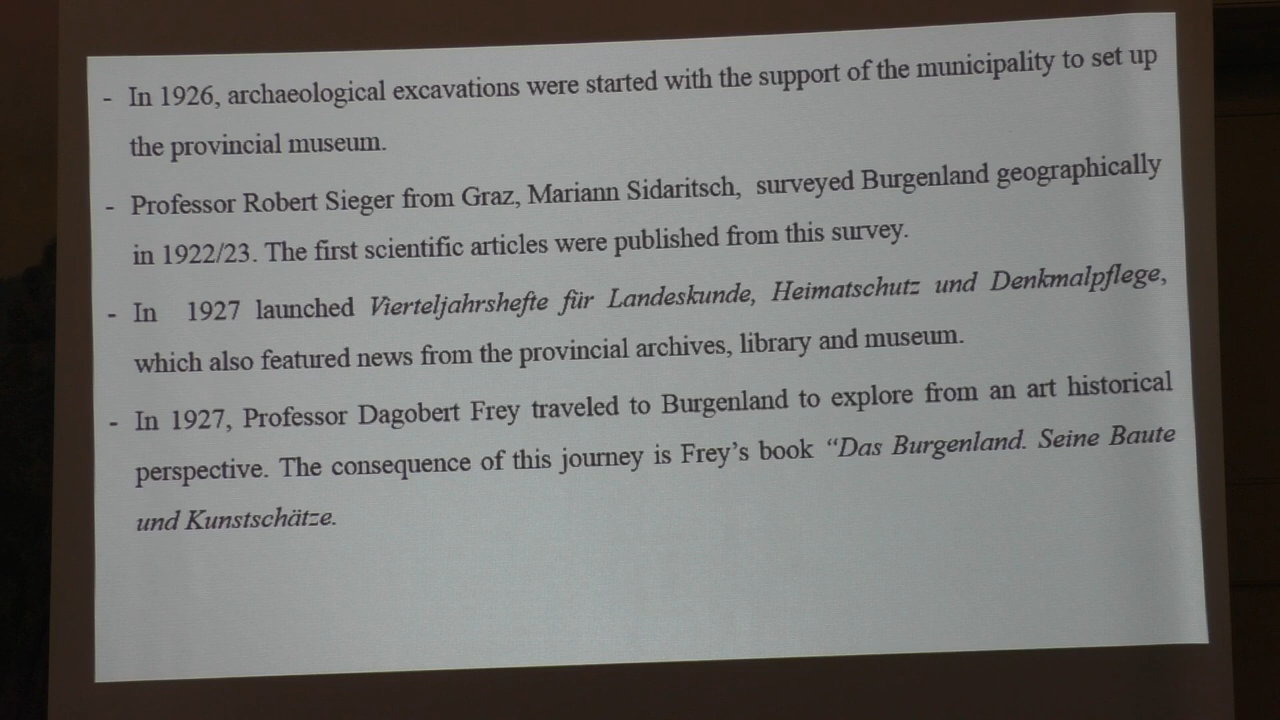 - In 1926, archaeological excavations were started with the support of the municipality to set up
the provincial museum.
- Professor Robert Sieger from Graz, Mariann Sidaritsch, surveyed Burgenland geographically
in 1922/23. The first scientific articles were published from this survey.
- In 1927 launched Vierteljahrshefte für Landeskunde, Heimatschutz und Denkmalpflege,
which also featured news from the provincial archives, library and museum.
- In 1927, Professor Dagobert Frey traveled to Burgenland to explore from an art historical
perspective. The consequence of this journey is Frey’s book “Das Burgenland. Seine Baute
und Kunstschätze.